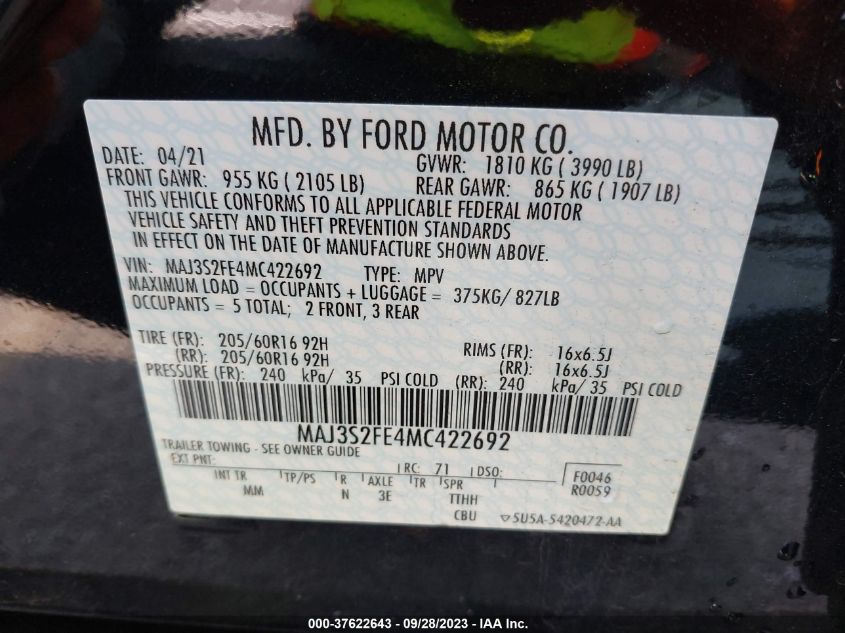 MFD. BY FORD MOTOR CO.
DATE: 04/21 GVWR: 1810 KG ( 3990 LB)
FRONT GAWR: 955 KG ( 2105 LB) REAR GAWR: 865 KG ( 1907 LB)
THIS VEHICLE CONFORMS TO ALL APPLICABLE FEDERAL MOTOR
VEHICLE SAFETY AND THEFT PREVENTION STANDARDS
IN EFFECT ON THE DATE OF MANUFACTURE SHOWN ABOVE.
VIN: MAJ3S2FE4MC422692 TYPE: MPV
MAXIMUM LOAD = OCCUPANTS + LUGGAGE = 375KG/ 827LB
OCCUPANTS = 5 TOTAL; 2 FRONT, 3 REAR
TIRE (FR): 205/60R16 92H RIMS (FR): 16x6.5J
(RR): 205/60R16 92H (RR): 16x6.5J
PRESSURE (FR): 240 kPa/ 35 PSI COLD (RR): 240 kPa/ 35 PSI COLD
MAJ3S2FE4MC422692
TRAILER TOWING - SEE OWNER GUIDE
EXT PNT: RC: 71 DSO: F0046
INT TR TP/PS R AXLE TR SPR R0059
MM N 3E TTHH
CBU 5U5A-5420472-AA
000-37622643 - 09/28/2023 - IAA Inc.